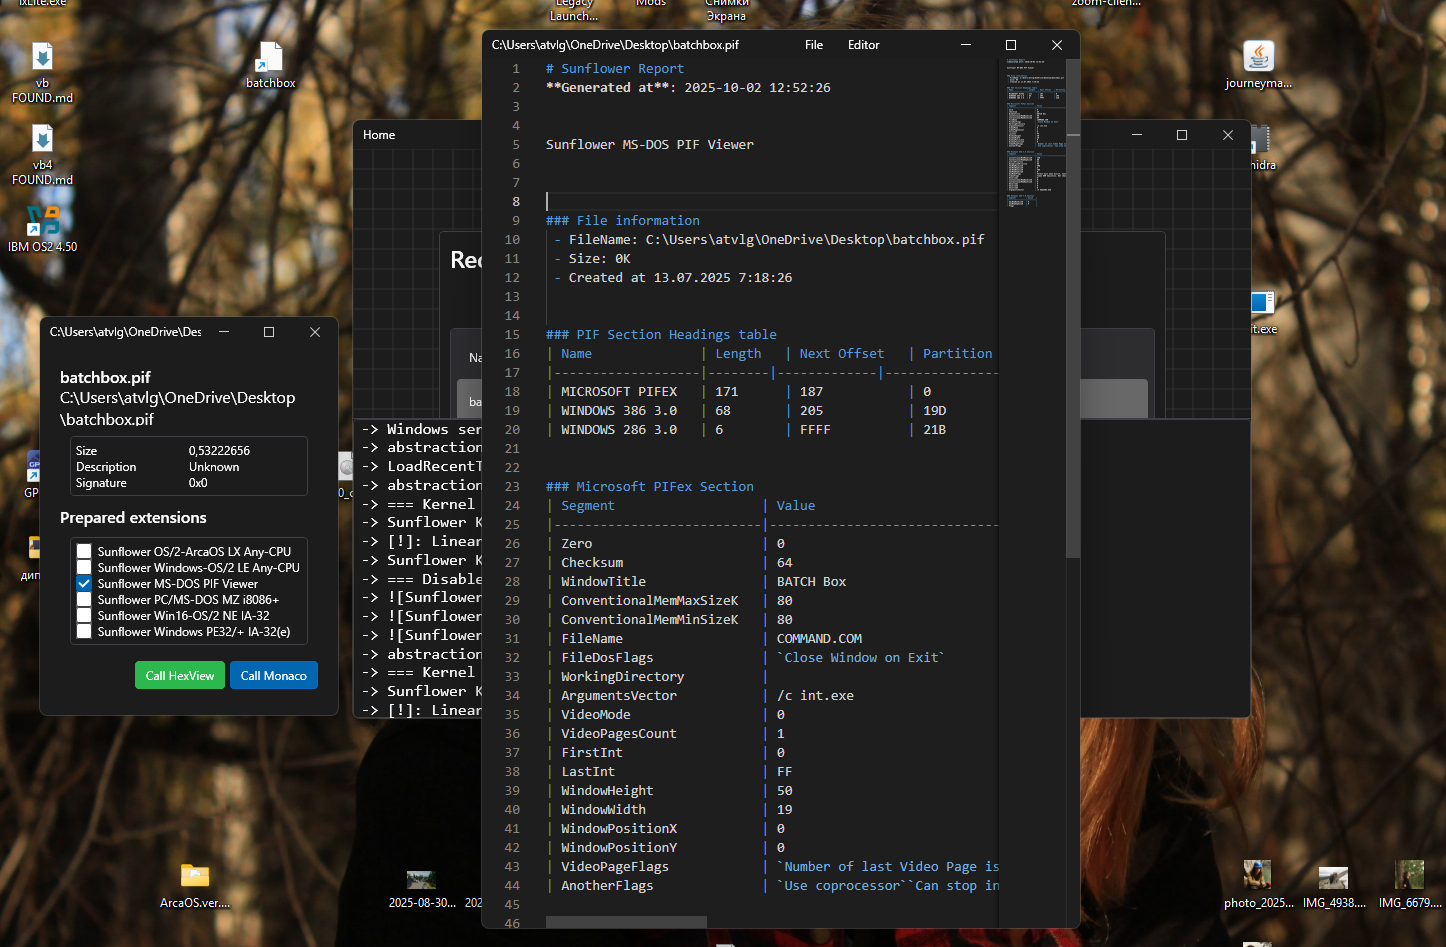 ixLite.exe
Legacy
Launch...
Mods
Снимки
Экрана
zoom-clien...
vb
FOUND.md
batchbox
journeyma...
vb4
FOUND.md
IBM OS2 4.50
hidra
it.exe
Home
Rec
Na
ba
C:\Users\atvlg\OneDrive\Desktop\batchbox.pif
File
Editor
1 # Sunflower Report
2 **Generated at**: 2025-10-02 12:52:26
3
4
5 Sunflower MS-DOS PIF Viewer
6
7
8
9 ### File information
10 - FileName: C:\Users\atvlg\OneDrive\Desktop\batchbox.pif
11 - Size: 0K
12 - Created at 13.07.2025 7:18:26
13
14
15 ### PIF Section Headings table
16 | Name | Length | Next Offset | Partition
17 |-------------------|--------|-------------|---------------
18 | MICROSOFT PIFEX | 171 | 187 | 0
19 | WINDOWS 386 3.0 | 68 | 205 | 19D
20 | WINDOWS 286 3.0 | 6 | FFFF | 21B
21
22
23 ### Microsoft PIFex Section
24 | Segment | Value
25 |---------------------------|------------------------------
26 | Zero | 0
27 | Checksum | 64
28 | WindowTitle | BATCH Box
29 | ConventionalMemMaxSizeK | 80
30 | ConventionalMemMinSizeK | 80
31 | FileName | COMMAND.COM
32 | FileDosFlags | `Close Window on Exit`
33 | WorkingDirectory |
34 | ArgumentsVector | /c int.exe
35 | VideoMode | 0
36 | VideoPagesCount | 1
37 | FirstInt | 0
38 | LastInt | FF
39 | WindowHeight | 50
40 | WindowWidth | 19
41 | WindowPositionX | 0
42 | WindowPositionY | 0
43 | VideoPageFlags | `Number of last Video Page is
44 | AnotherFlags | `Use coprocessor``Can stop in
45
46
C:\Users\atvlg\OneDrive\Des
batchbox.pif
C:\Users\atvlg\OneDrive\Desktop
\batchbox.pif
Size 0,53222656
Description Unknown
Signature 0x0
Prepared extensions
Sunflower OS/2-ArcaOS LX Any-CPU
Sunflower Windows-OS/2 LE Any-CPU
Sunflower MS-DOS PIF Viewer
Sunflower PC/MS-DOS MZ i8086+
Sunflower Win16-OS/2 NE IA-32
Sunflower Windows PE32/+ IA-32(e)
Call HexView
Call Monaco
-> Windows ser
-> abstraction
-> LoadRecentT
-> abstraction
-> === Kernel
-> Sunflower K
-> [!]: Linear
-> Sunflower K
-> === Disable
-> ![Sunflower
-> ![Sunflower
-> ![Sunflower
-> abstraction
-> === Kernel
-> Sunflower K
-> [!]: Linear
GP
дип
ArcaOS.ver....
2025-08-30...
202
photo_2025...
IMG_4938....
IMG_6679....